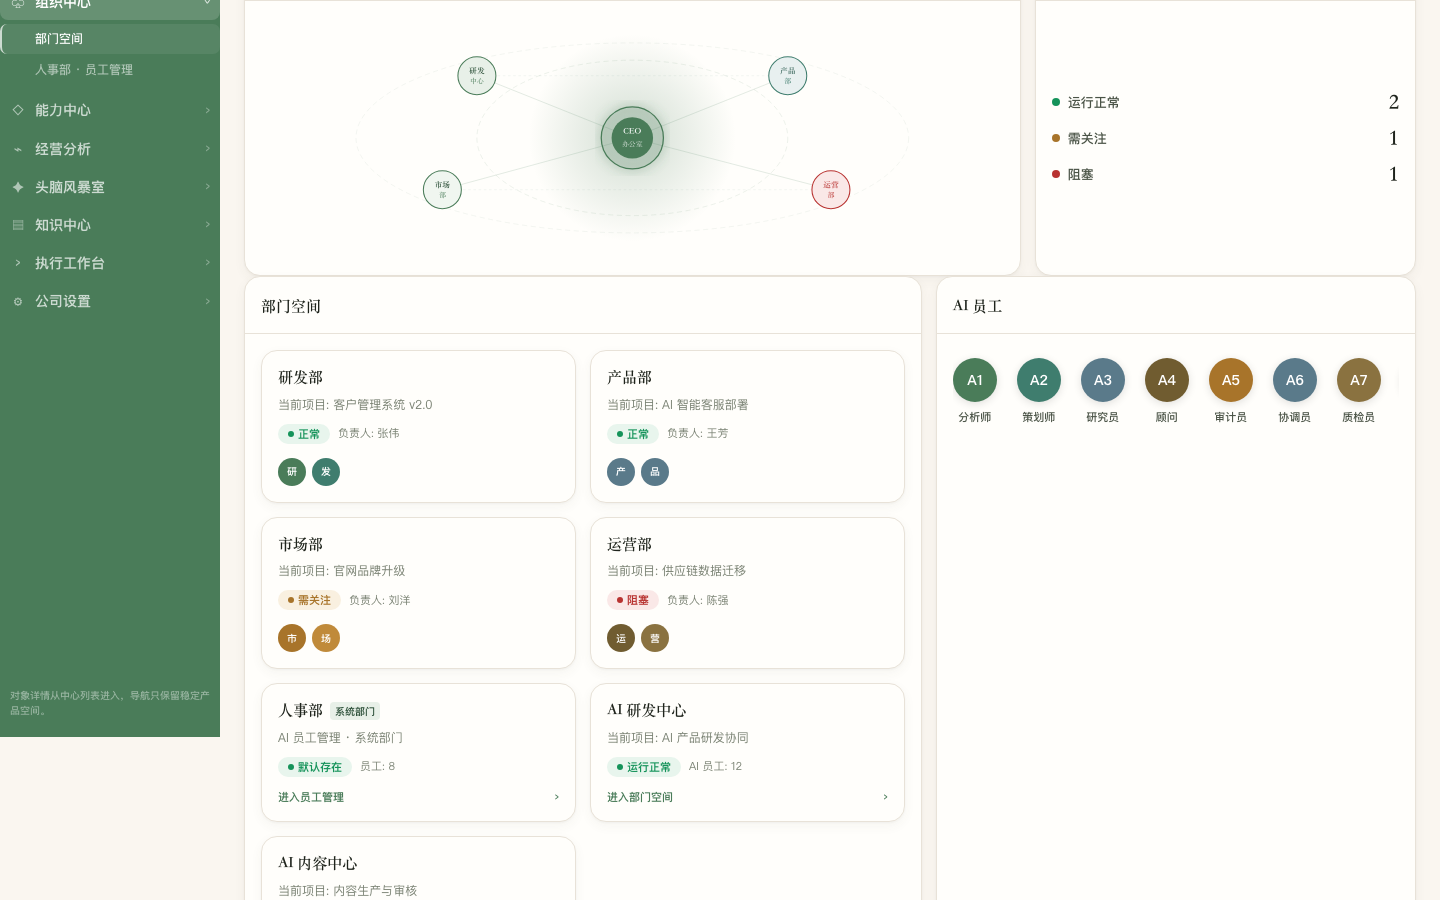 组织中心
部门空间
人事部 · 员工管理
能力中心
经营分析
头脑风暴室
知识中心
执行工作台
公司设置
对象详情从中心列表进入，导航只保留稳定产
品空间。
研发
中心
产品
部
CEO
办公室
市场
部
运营
部
运行正常 2
需关注 1
阻塞 1
部门空间
研发部
当前项目: 客户管理系统 v2.0
正常 负责人: 张伟
研 发
产品部
当前项目: AI 智能客服部署
正常 负责人: 王芳
产 品
市场部
当前项目: 官网品牌升级
需关注 负责人: 刘洋
市 场
运营部
当前项目: 供应链数据迁移
阻塞 负责人: 陈强
运 营
人事部 系统部门
AI 员工管理 · 系统部门
默认存在 员工: 8
进入员工管理
AI 研发中心
当前项目: AI 产品研发协同
运行正常 AI 员工: 12
进入部门空间
AI 内容中心
当前项目: 内容生产与审核
AI 员工
A1 A2 A3 A4 A5 A6 A7
分析师 策划师 研究员 顾问 审计员 协调员 质检员